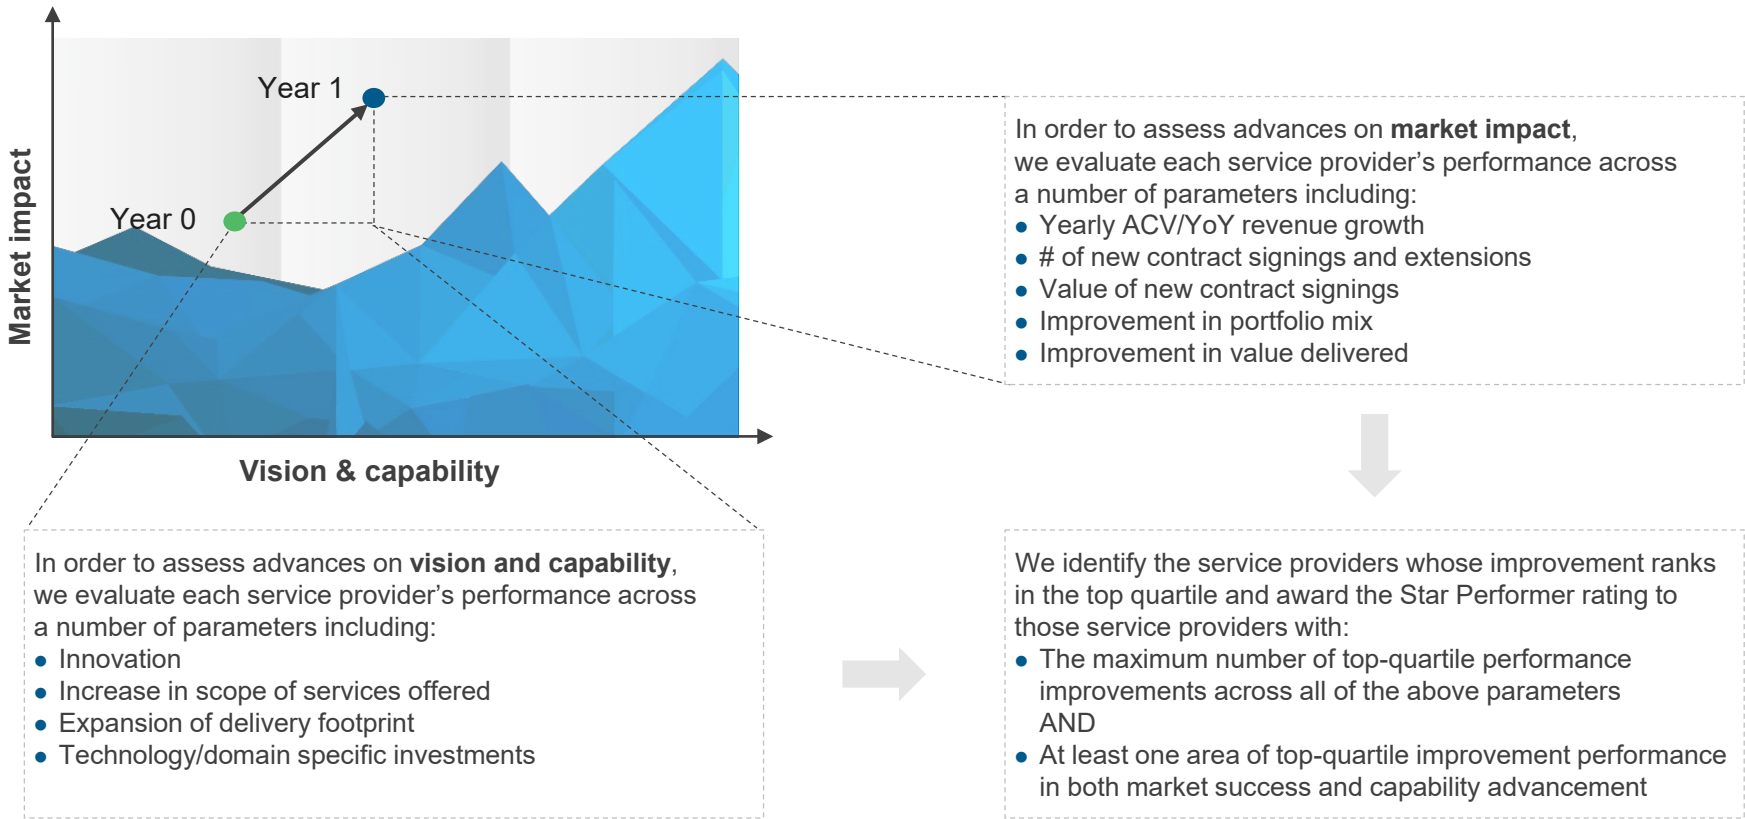 Year 1
Year 0
Market impact
Vision & capability
In order to assess advances on market impact,
we evaluate each service provider’s performance across
a number of parameters including:
● Yearly ACV/YoY revenue growth
● # of new contract signings and extensions
● Value of new contract signings
● Improvement in portfolio mix
● Improvement in value delivered
In order to assess advances on vision and capability,
we evaluate each service provider’s performance across
a number of parameters including:
● Innovation
● Increase in scope of services offered
● Expansion of delivery footprint
● Technology/domain specific investments
We identify the service providers whose improvement ranks
in the top quartile and award the Star Performer rating to
those service providers with:
● The maximum number of top-quartile performance
improvements across all of the above parameters
AND
● At least one area of top-quartile improvement performance
in both market success and capability advancement